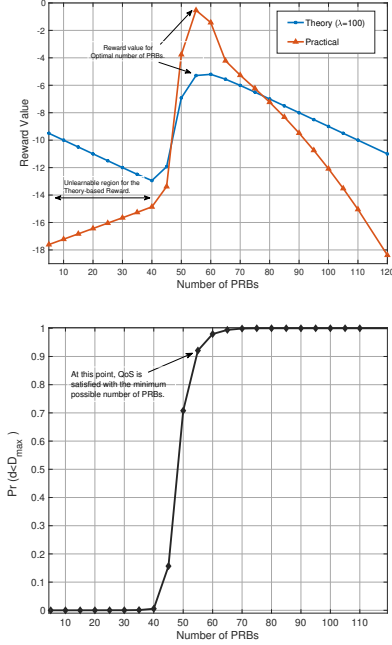 0
-2
-4
-6
-8
-10
-12
-14
-16
-18
Reward Value
Theory (λ=100)
Practical
Reward value for
Optimal number of PRBs.
Unlearnable region for the
Theory-based Reward.
10 20 30 40 50 60 70 80 90 100 110 120
Number of PRBs
1
0.9
0.8
0.7
0.6
0.5
0.4
0.3
0.2
0.1
0
Pr (d<D_max)
At this point, QoS is
satisfied with the minimum
possible number of PRBs.
10 20 30 40 50 60 70 80 90 100 110
Number of PRBs